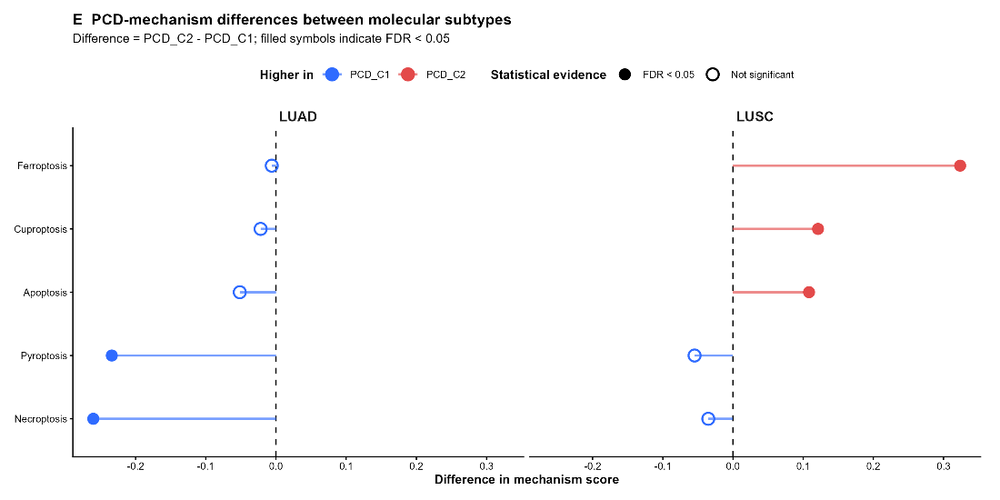 E PCD-mechanism differences between molecular subtypes
Difference = PCD_C2 - PCD_C1; filled symbols indicate FDR < 0.05
Higher in PCD_C1 PCD_C2 Statistical evidence FDR < 0.05 Not significant
LUAD LUSC
Ferroptosis
Cuproptosis
Apoptosis
Pyroptosis
Necroptosis
-0.2 -0.1 0.0 0.1 0.2 0.3 -0.2 -0.1 0.0 0.1 0.2 0.3
Difference in mechanism score